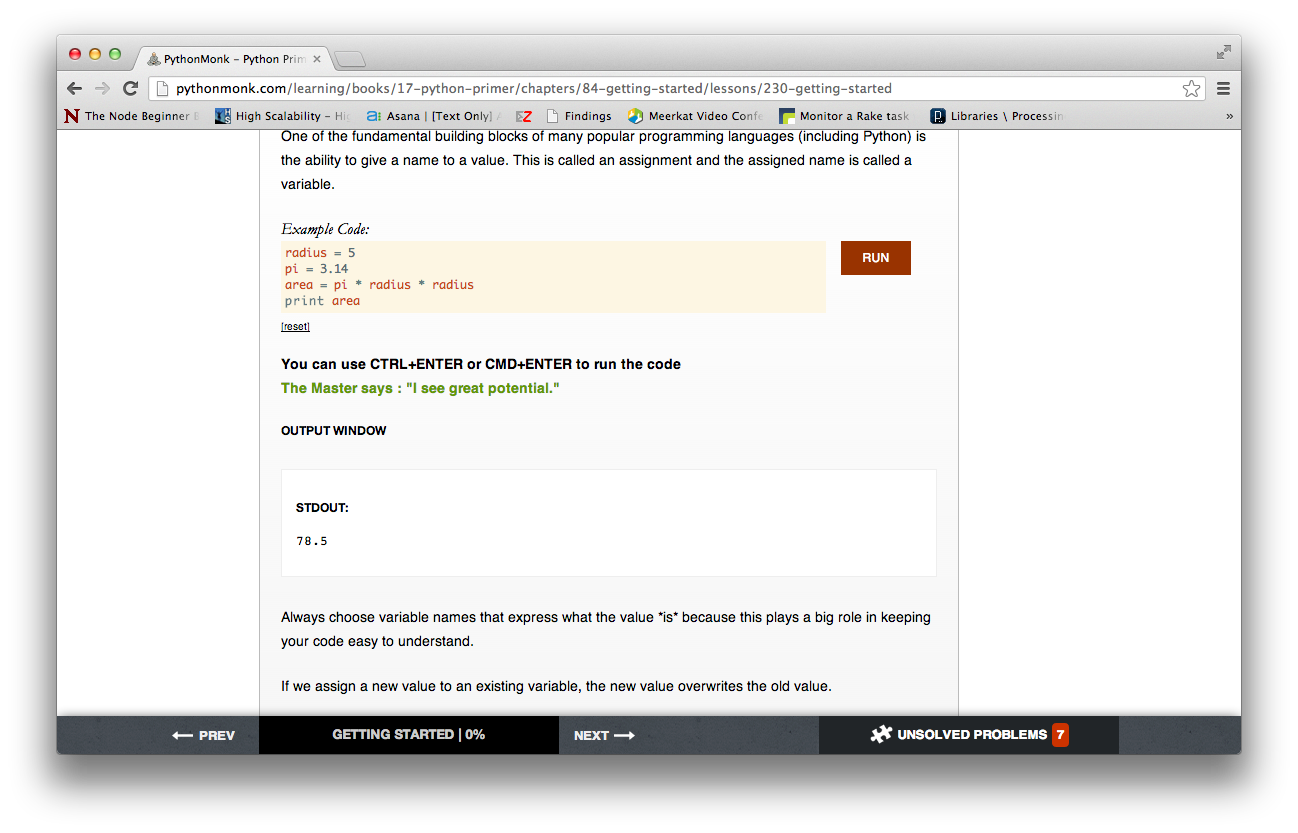 PythonMonk – Python Prim
pythonmonk.com/learning/books/17-python-primer/chapters/84-getting-started/lessons/230-getting-started
The Node Beginner
High Scalability – Hig
Asana | [Text Only]
EZ
Findings
Meerkat Video Confe
Monitor a Rake task
Libraries \ Processin
»
One of the fundamental building blocks of many popular programming languages (including Python) is
the ability to give a name to a value. This is called an assignment and the assigned name is called a
variable.
Example Code:
radius = 5
pi = 3.14
area = pi * radius * radius
print area
RUN
[reset]
You can use CTRL+ENTER or CMD+ENTER to run the code
The Master says : "I see great potential."
OUTPUT WINDOW
STDOUT:
78.5
Always choose variable names that express what the value *is* because this plays a big role in keeping
your code easy to understand.
If we assign a new value to an existing variable, the new value overwrites the old value.
PREV
GETTING STARTED | 0%
NEXT
UNSOLVED PROBLEMS 7